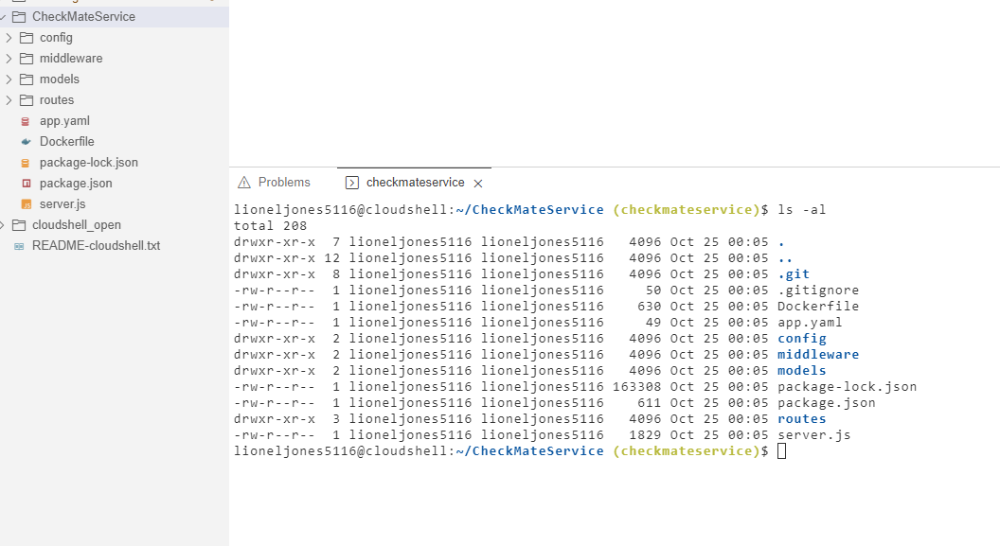 CheckMateService
config
middleware
models
routes
app.yaml
Dockerfile
package-lock.json
package.json
server.js
cloudshell_open
README-cloudshell.txt
Problems
checkmateservice
lioneljones5116@cloudshell:~/CheckMateService (checkmateservice)$ ls -al
total 208
drwxr-xr-x  7 lioneljones5116 lioneljones5116   4096 Oct 25 00:05 .
drwxr-xr-x 12 lioneljones5116 lioneljones5116   4096 Oct 25 00:05 ..
drwxr-xr-x  8 lioneljones5116 lioneljones5116   4096 Oct 25 00:05 .git
-rw-r--r--  1 lioneljones5116 lioneljones5116     50 Oct 25 00:05 .gitignore
-rw-r--r--  1 lioneljones5116 lioneljones5116    630 Oct 25 00:05 Dockerfile
-rw-r--r--  1 lioneljones5116 lioneljones5116     49 Oct 25 00:05 app.yaml
drwxr-xr-x  2 lioneljones5116 lioneljones5116   4096 Oct 25 00:05 config
drwxr-xr-x  2 lioneljones5116 lioneljones5116   4096 Oct 25 00:05 middleware
drwxr-xr-x  2 lioneljones5116 lioneljones5116   4096 Oct 25 00:05 models
-rw-r--r--  1 lioneljones5116 lioneljones5116 163308 Oct 25 00:05 package-lock.json
-rw-r--r--  1 lioneljones5116 lioneljones5116    611 Oct 25 00:05 package.json
drwxr-xr-x  3 lioneljones5116 lioneljones5116   4096 Oct 25 00:05 routes
-rw-r--r--  1 lioneljones5116 lioneljones5116   1829 Oct 25 00:05 server.js
lioneljones5116@cloudshell:~/CheckMateService (checkmateservice)$